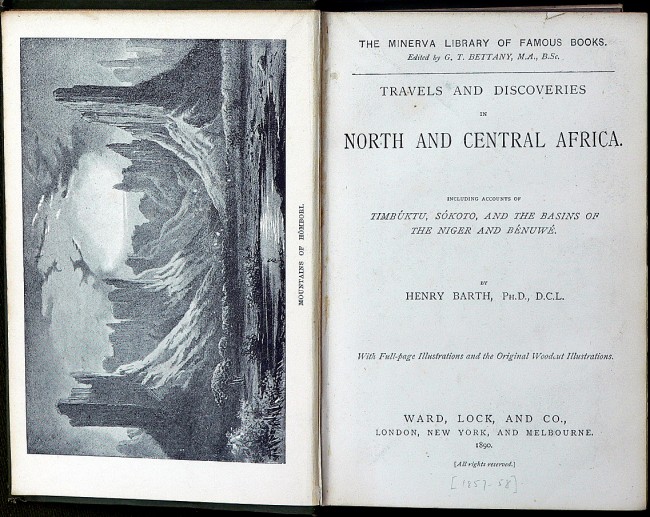 MOUNTAINS OF HÓMBORI.
THE MINERVA LIBRARY OF FAMOUS BOOKS.
Edited by G. T. BETTANY, M.A., B.Sc.
TRAVELS AND DISCOVERIES
IN
NORTH AND CENTRAL AFRICA.
INCLUDING ACCOUNTS OF
TIMBÚKTU, SÓKOTO, AND THE BASINS OF
THE NIGER AND BÉNUWÉ.
BY
HENRY BARTH, PH.D., D.C.L.
With Full-page Illustrations and the Original Woodcut Illustrations.
WARD, LOCK, AND CO.,
LONDON, NEW YORK, AND MELBOURNE.
1890.
[All rights reserved.]
[1857-58]